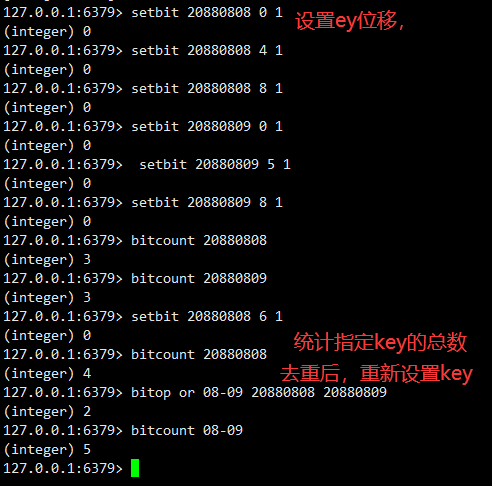 127.0.0.1:6379> setbit 20880808 0 1
设置ey位移，
(integer) 0
127.0.0.1:6379> setbit 20880808 4 1
(integer) 0
127.0.0.1:6379> setbit 20880808 8 1
(integer) 0
127.0.0.1:6379> setbit 20880809 0 1
(integer) 0
127.0.0.1:6379>  setbit 20880809 5 1
(integer) 0
127.0.0.1:6379> setbit 20880809 8 1
(integer) 0
127.0.0.1:6379> bitcount 20880808
(integer) 3
127.0.0.1:6379> bitcount 20880809
(integer) 3
127.0.0.1:6379> setbit 20880808 6 1
(integer) 0
统计指定key的总数
127.0.0.1:6379> bitcount 20880808
(integer) 4
去重后，重新设置key
127.0.0.1:6379> bitop or 08-09 20880808 20880809
(integer) 2
127.0.0.1:6379> bitcount 08-09
(integer) 5
127.0.0.1:6379>